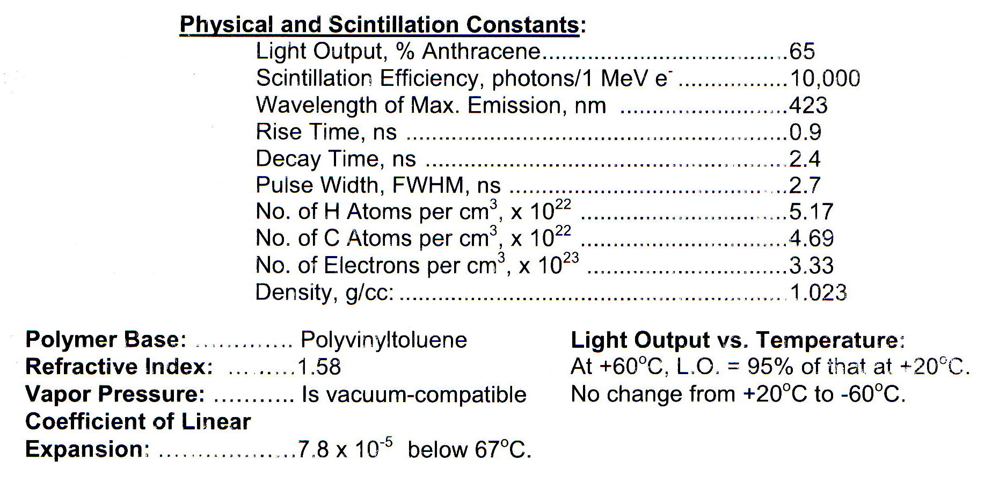 Physical and Scintillation Constants:
Light Output, % Anthracene......................................65
Scintillation Efficiency, photons/1 MeV e⁻ .................10,000
Wavelength of Max. Emission, nm ..........................423
Rise Time, ns ...........................................................0.9
Decay Time, ns ........................................................2.4
Pulse Width, FWHM, ns ...........................................2.7
No. of H Atoms per cm³, x 10²² ................................5.17
No. of C Atoms per cm³, x 10²² ................................4.69
No. of Electrons per cm³, x 10²³ ...............................3.33
Density, g/cc: ............................................................1.023
Polymer Base: ............. Polyvinyltoluene
Refractive Index: .........1.58
Vapor Pressure: ........... Is vacuum-compatible
Coefficient of Linear
Expansion: ..................7.8 x 10⁻⁵ below 67°C.
Light Output vs. Temperature:
At +60°C, L.O. = 95% of that at +20°C.
No change from +20°C to -60°C.